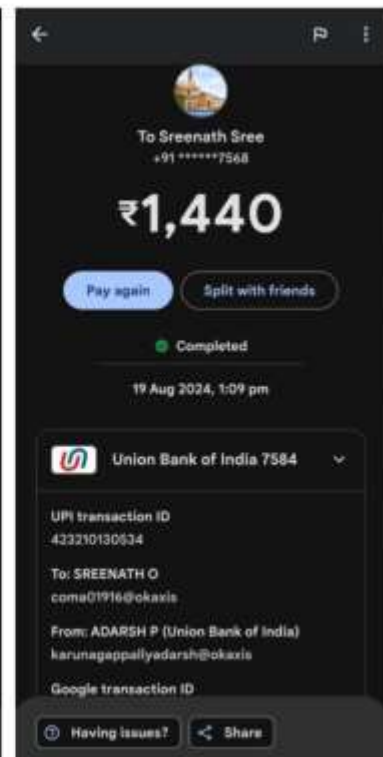 To Sreenath Sree
+91 ******7568
₹1,440
Pay again
Split with friends
Completed
19 Aug 2024, 1:09 pm
Union Bank of India 7584
UPI transaction ID
423210130534
To: SREENATH O
coma01916@okaxis
From: ADARSH P (Union Bank of India)
karunagappallyadarsh@okaxis
Google transaction ID
Having issues?
Share